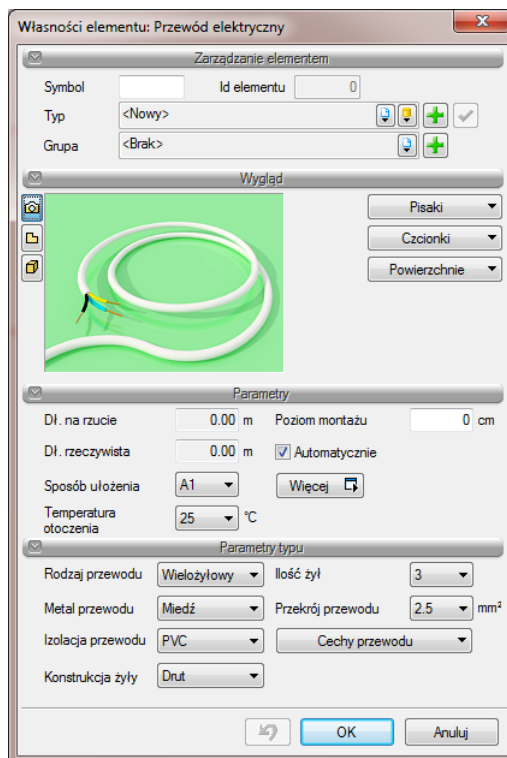 Własności elementu: Przewód elektryczny
Zarządzanie elementem
Symbol Id elementu 0
Typ <Nowy>
Grupa <Brak>
Wygląd
Pisaki
Czcionki
Powierzchnie
Parametry
Dł. na rzucie 0.00 m Poziom montażu 0 cm
Dł. rzeczywista 0.00 m Automatycznie
Sposób ułożenia A1 Więcej
Temperatura otoczenia 25 °C
Parametry typu
Rodzaj przewodu Wielożyłowy Ilość żył 3
Metal przewodu Miedź Przekrój przewodu 2.5 mm²
Izolacja przewodu PVC Cechy przewodu
Konstrukcja żyły Drut
OK Anuluj